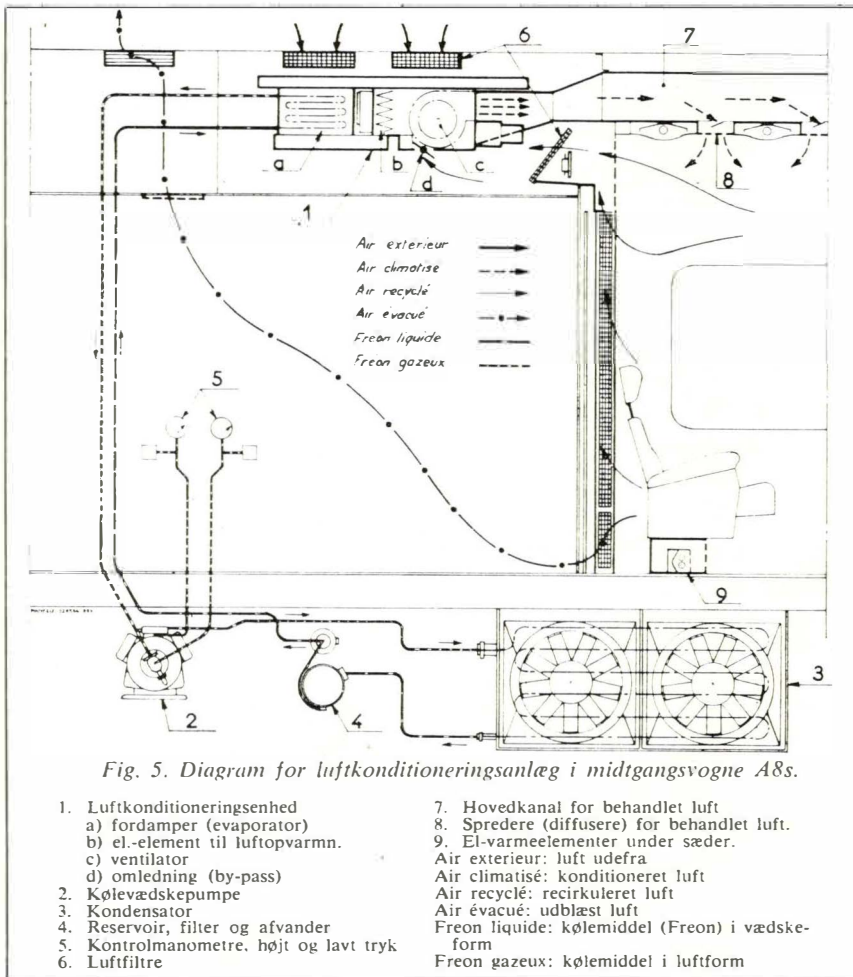 6
7
a
b
c
d
1
8
Air exterieur
Air climatisé
Air recyclé
Air évacué
Freon liquide
Freon gazeux
5
9
2
4
3
Fig. 5. Diagram for luftkonditioneringsanlæg i midtgangsvogne A8s.
1. Luftkonditioneringsenhed
a) fordamper (evaporator)
b) el.-element til luftopvarmn.
c) ventilator
d) omledning (by-pass)
2. Kølevædskepumpe
3. Kondensator
4. Reservoir, filter og afvander
5. Kontrolmanometre, højt og lavt tryk
6. Luftfiltre
7. Hovedkanal for behandlet luft
8. Spredere (diffusere) for behandlet luft.
9. El-varmeelementer under sæder.
Air exterieur: luft udefra
Air climatisé: konditioneret luft
Air recyclé: recirkuleret luft
Air évacué: udblæst luft
Freon liquide: kølemiddel (Freon) i vædske-
form
Freon gazeux: kølemiddel i luftform